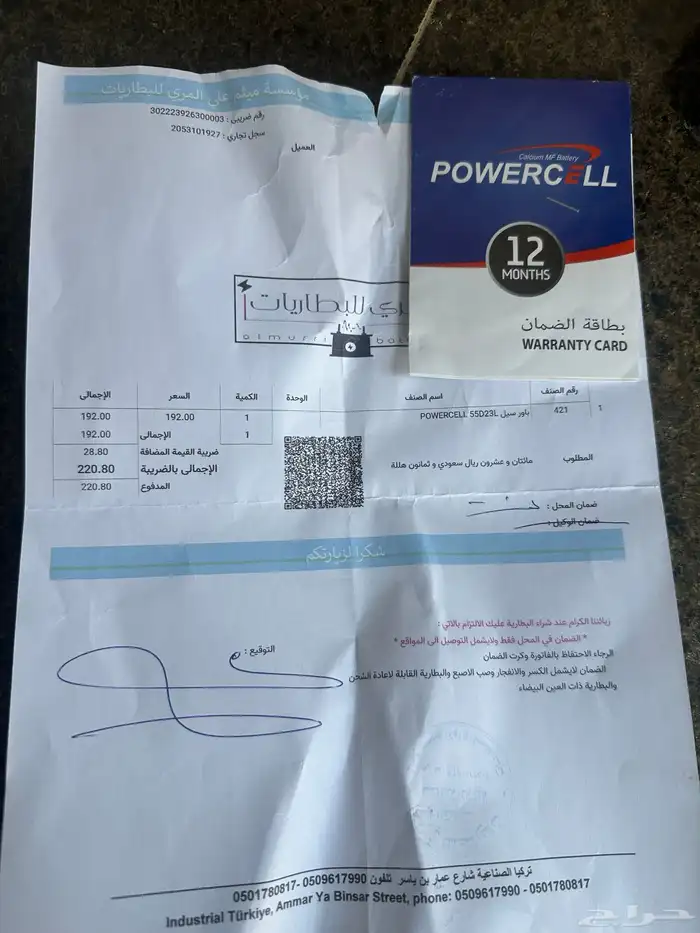 مؤسسة ميثم علي المري للبطاريات
رقم ضريبي : 302223926300003
سجل تجاري : 2053101927
العميل
Calcium MF Battery
POWERCELL
12
MONTHS
بطاقة الضمان
WARRANTY CARD
ري للبطاريات
almurri
رقم الصنف اسم الصنف الوحدة الكمية السعر الإجمالى
1 421 باور سيل POWERCELL 55D23L 1 192.00 192.00
1 الإجمالى 192.00
ضريبة القيمة المضافة 28.80
الإجمالى بالضريبة 220.80
المدفوع 220.80
المطلوب مائتان و عشرون ريال سعودي و ثمانون هللة
ضمان المحل :
ضمان الوكيل :
شكرا لزيارتكم
زبائننا الكرام عند شراء البطارية عليك الالتزام بالاتي :
* الضمان في المحل فقط ولايشمل التوصيل الى المواقع *
الرجاء الاحتفاظ بالفاتورة وكرت الضمان
الضمان لايشمل الكسر والانفجار وصب الاصبع والبطارية القابلة لاعادة الشحن
والبطارية ذات العين البيضاء
التوقيع :
تركيا الصناعية شارع عمار بن ياسر تلفون 0509617990 -0501780817
Industrial Türkiye, Ammar Ya Binsar Street, phone: 0509617990 - 0501780817
حراج